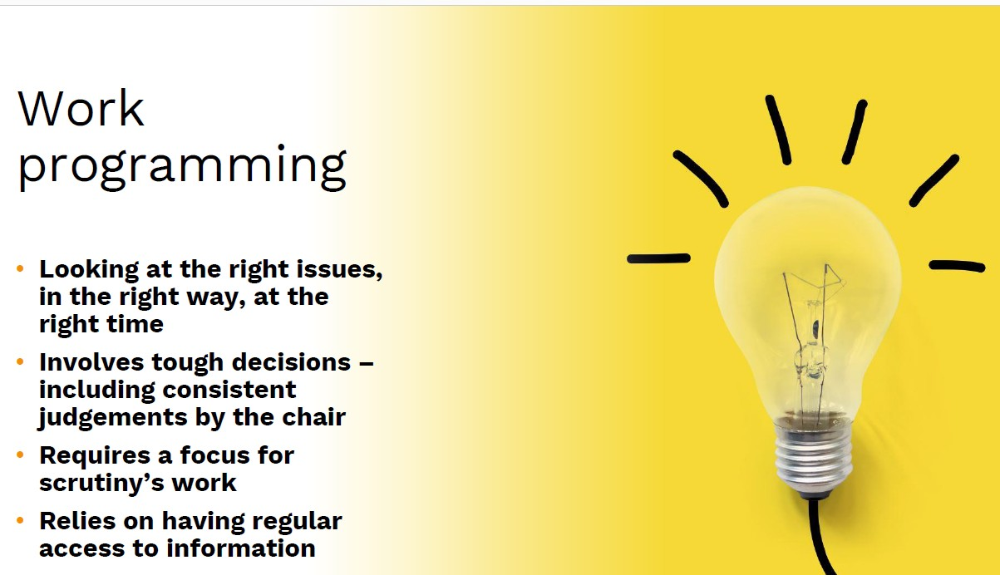 Work
programming
• Looking at the right issues,
in the right way, at the
right time
• Involves tough decisions –
including consistent
judgements by the chair
• Requires a focus for
scrutiny’s work
• Relies on having regular
access to information